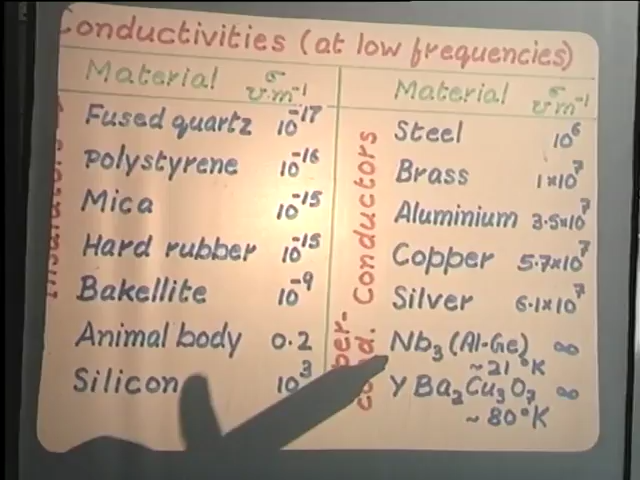 Conductivities (at low frequencies)
Material σ ℧.m⁻¹
Fused quartz 10⁻¹⁷
Polystyrene 10⁻¹⁶
Mica 10⁻¹⁵
Hard rubber 10⁻¹⁵
Bakellite 10⁻⁹
Animal body 0.2
Silicon 10³
Insulators
Material σ ℧m⁻¹
Steel 10⁶
Brass 1×10⁷
Aluminium 3.5×10⁷
Copper 5.7×10⁷
Silver 6.1×10⁷
Conductors
Nb₃(Al-Ge) ∞
~21°K
YBa₂Cu₃O₇ ∞
~80°K